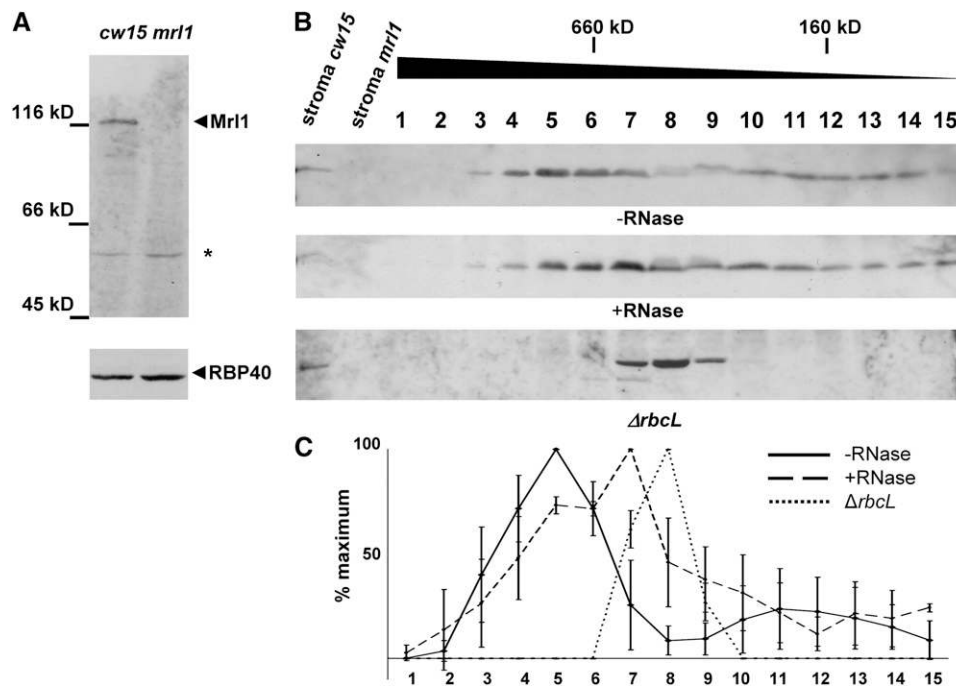 A
cw15 mrl1
116 kD
Mrl1
66 kD
*
45 kD
RBP40
B
stroma cw15
stroma mrl1
660 kD
160 kD
1 2 3 4 5 6 7 8 9 10 11 12 13 14 15
-RNase
+RNase
ΔrbcL
C
100
50
% maximum
-RNase
+RNase
ΔrbcL
1 2 3 4 5 6 7 8 9 10 11 12 13 14 15